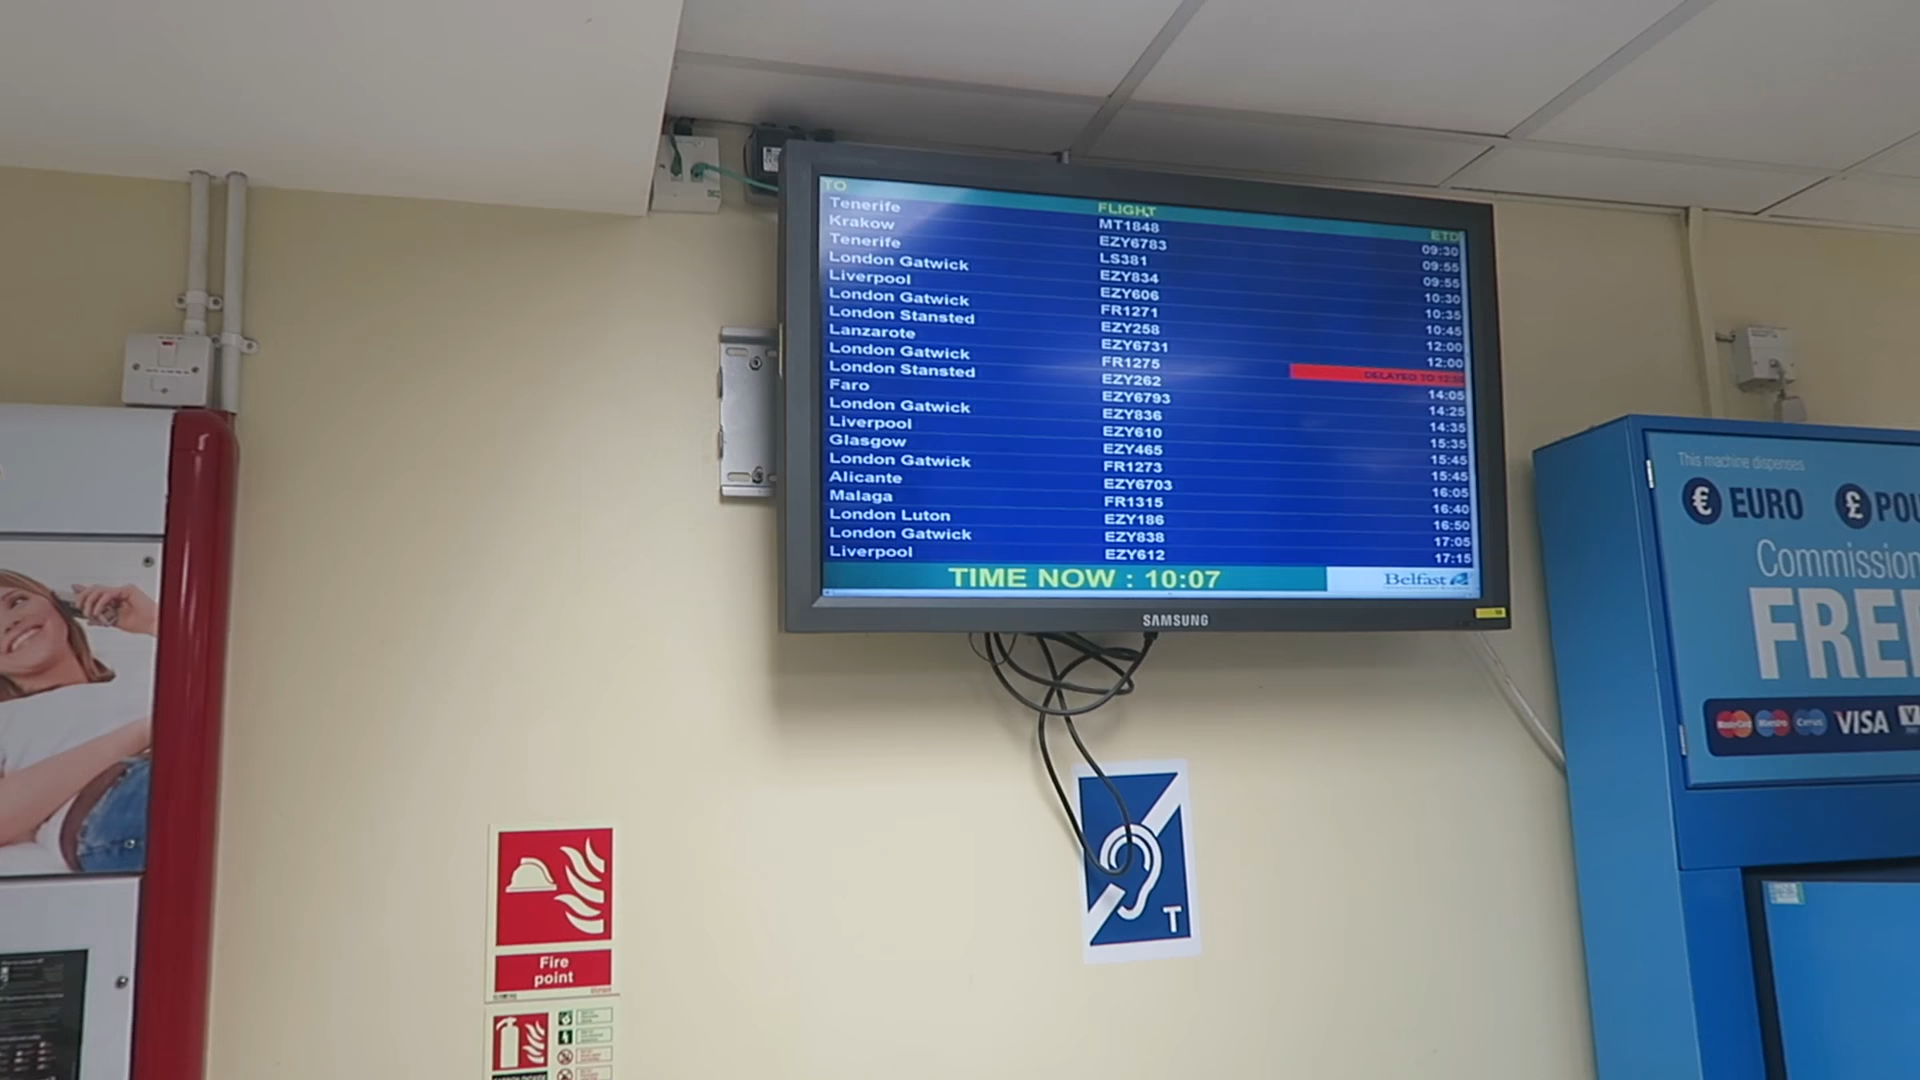 TO FLIGHT ETD
Tenerife MT1848 09:30
Krakow EZY6783 09:55
Tenerife LS381 09:55
London Gatwick EZY834 10:30
Liverpool EZY606 10:35
London Gatwick FR1271 10:45
London Stansted EZY258 12:00
Lanzarote EZY6731 12:00
London Gatwick FR1275 DELAYED TO
London Stansted EZY262 14:05
Faro EZY6793 14:25
London Gatwick EZY836 14:35
Liverpool EZY610 15:35
Glasgow EZY465 15:45
London Gatwick FR1273 15:45
Alicante EZY6703 16:05
Malaga FR1315 16:40
London Luton EZY186 16:50
London Gatwick EZY838 17:05
Liverpool EZY612 17:15
TIME NOW : 10:07
Belfast
SAMSUNG
This machine dispenses
€ EURO £
Commission
MasterCard Maestro Cirrus VISA V
T
Fire
point